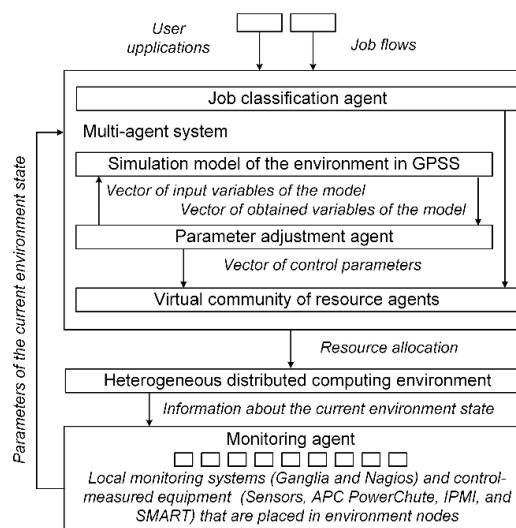 User
upplications
Job flows
Job classification agent
Multi-agent system
Simulation model of the environment in GPSS
Vector of input variables of the model
Vector of obtained variables of the model
Parameter adjustment agent
Vector of control parameters
Virtual community of resource agents
Resource allocation
Heterogeneous distributed computing environment
Information about the current environment state
Monitoring agent
Local monitoring systems (Ganglia and Nagios) and control-
measured equipment (Sensors, APC PowerChute, IPMI, and
SMART) that are placed in environment nodes
Parameters of the current environment state